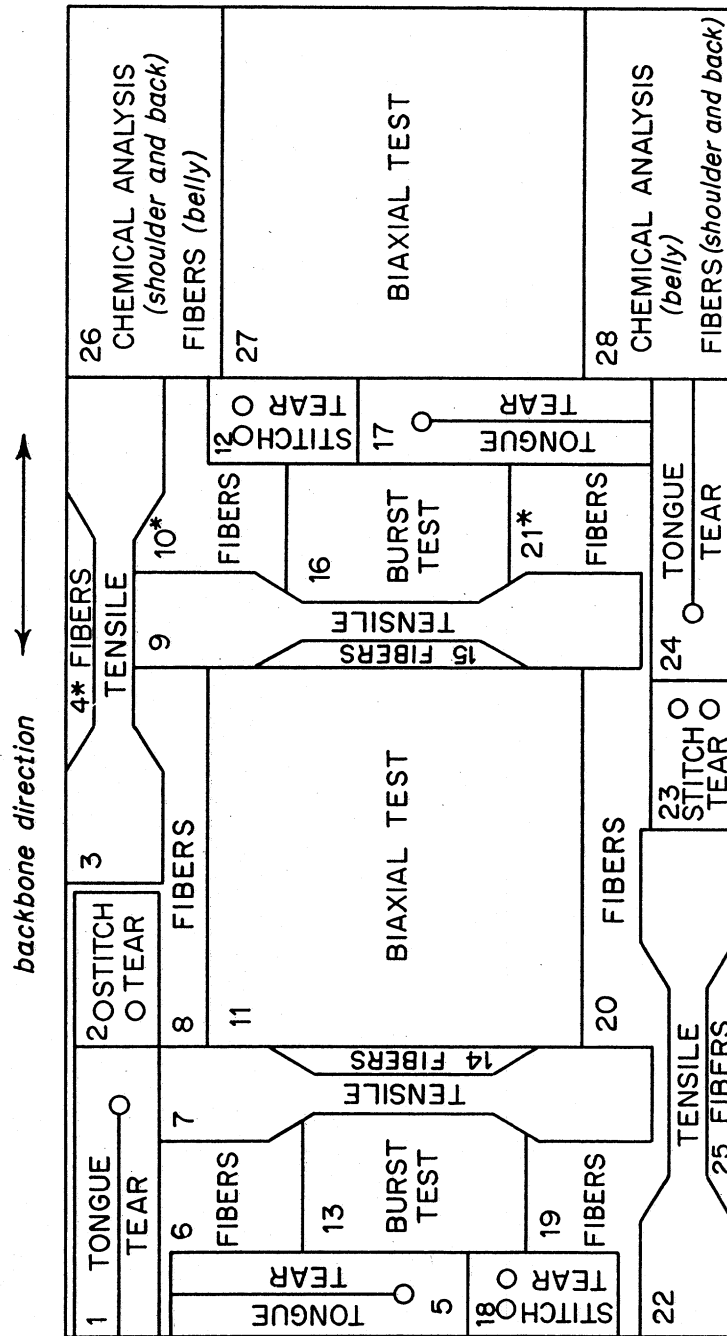 backbone direction
1 TONGUE
TEAR
2 STITCH
TEAR
3
4* FIBERS
TENSILE
26
CHEMICAL ANALYSIS
(shoulder and back)
FIBERS (belly)
5
TONGUE
TEAR
6
FIBERS
7
TENSILE
14 FIBERS
8
FIBERS
9
TENSILE
15 FIBERS
10*
FIBERS
11
BIAXIAL TEST
12
STITCH
TEAR
13
BURST
TEST
16
BURST
TEST
17
TONGUE
TEAR
27
BIAXIAL TEST
18
STITCH
TEAR
19
FIBERS
20
FIBERS
21*
FIBERS
22
TENSILE
25 FIBERS
23
STITCH
TEAR
24
TONGUE
TEAR
28
CHEMICAL ANALYSIS
(belly)
FIBERS (shoulder and back)